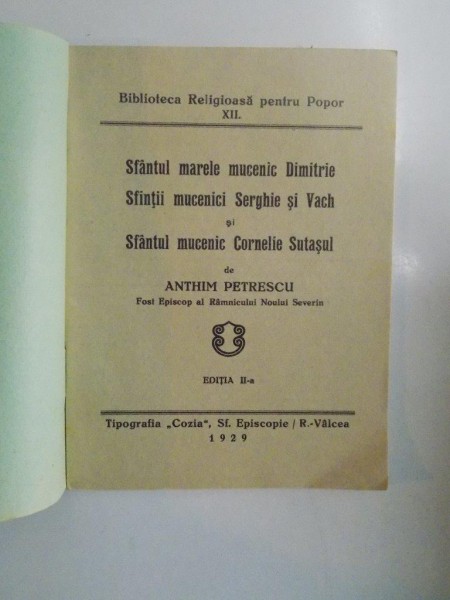 Biblioteca Religioasă pentru Popor
XII.
Sfântul marele mucenic Dimitrie
Sfinții mucenici Serghie și Vach
și
Sfântul mucenic Cornelie Sutașul
de
ANTHIM PETRESCU
Fost Episcop al Râmnicului Noului Severin
EDIȚIA II-a
Tipografia „Cozia", Sf. Episcopie / R.-Vâlcea
1929